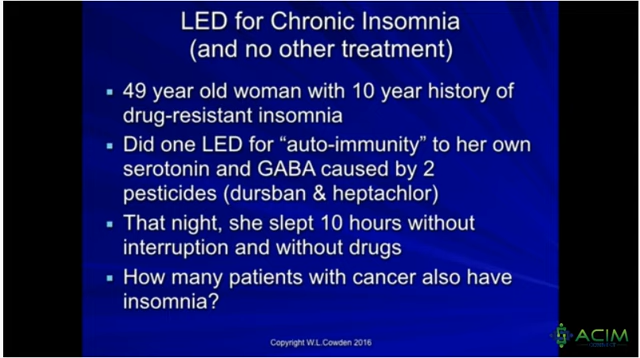 LED for Chronic Insomnia
(and no other treatment)
▪ 49 year old woman with 10 year history of
drug-resistant insomnia
▪ Did one LED for “auto-immunity” to her own
serotonin and GABA caused by 2
pesticides (dursban & heptachlor)
▪ That night, she slept 10 hours without
interruption and without drugs
▪ How many patients with cancer also have
insomnia?
Copyright W.L.Cowden 2016
ACIM